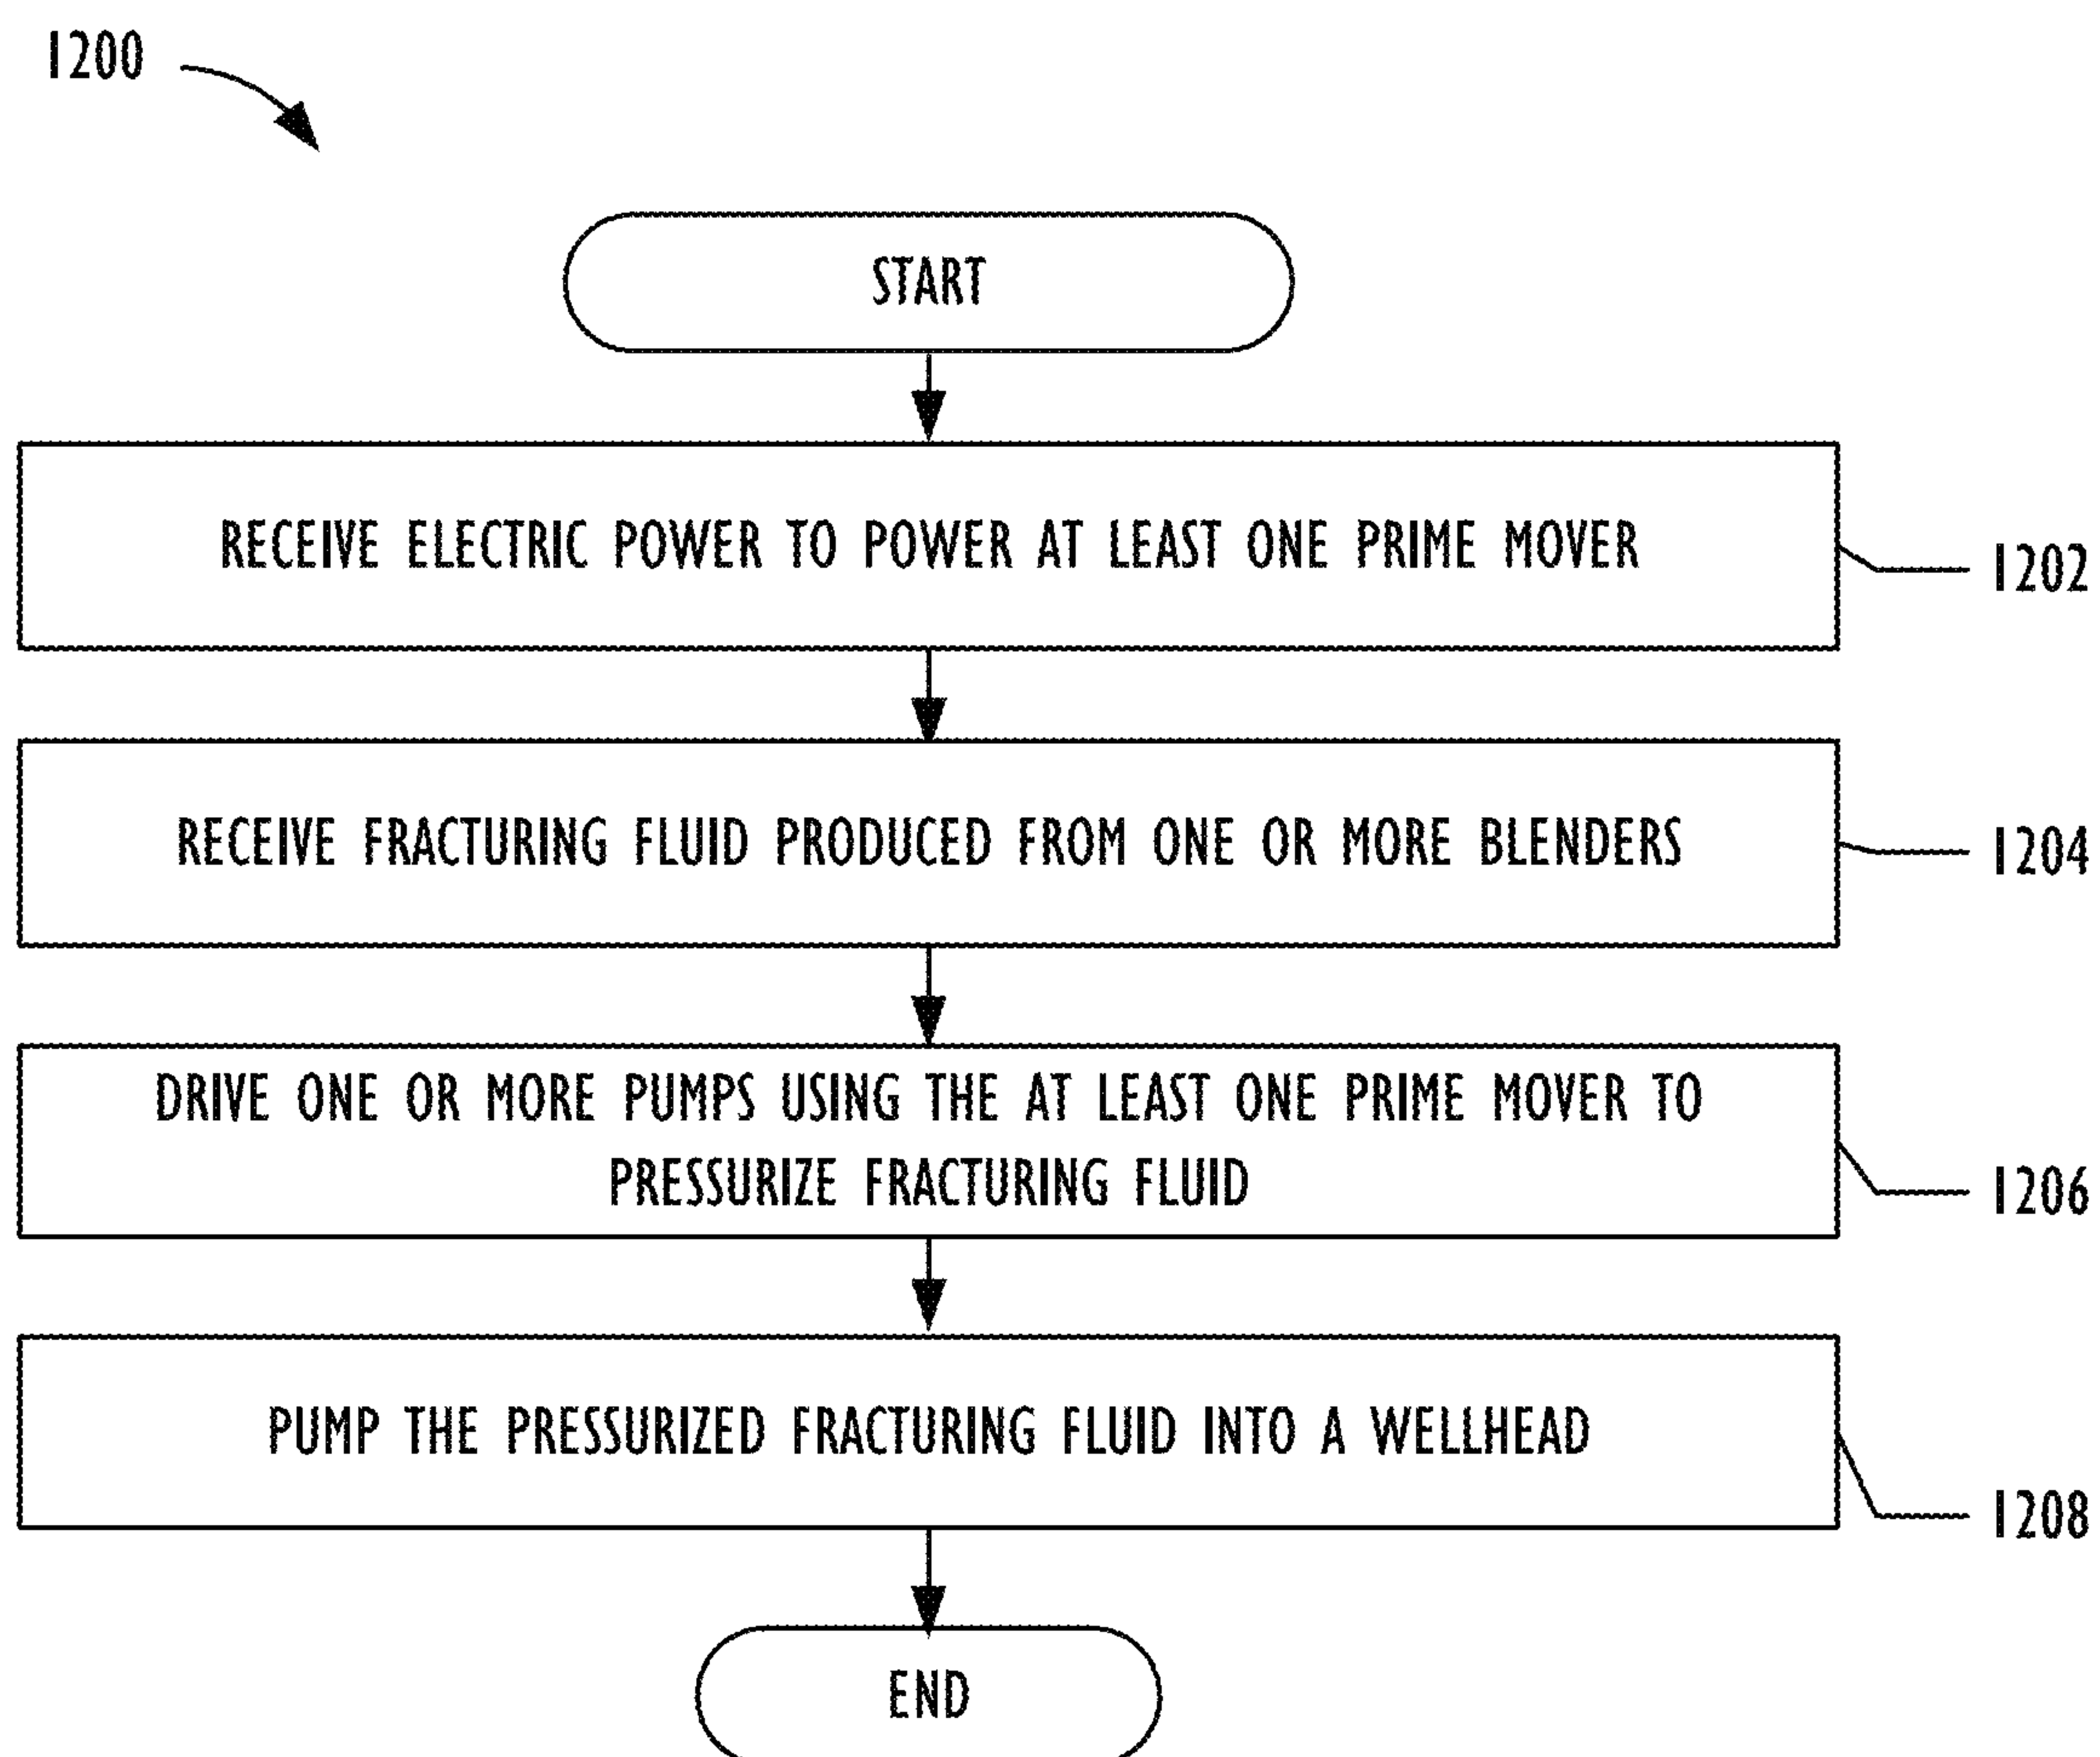 1200
START
RECEIVE ELECTRIC POWER TO POWER AT LEAST ONE PRIME MOVER
1202
RECEIVE FRACTURING FLUID PRODUCED FROM ONE OR MORE BLENDERS
1204
DRIVE ONE OR MORE PUMPS USING THE AT LEAST ONE PRIME MOVER TO
PRESSURIZE FRACTURING FLUID
1206
PUMP THE PRESSURIZED FRACTURING FLUID INTO A WELLHEAD
1208
END